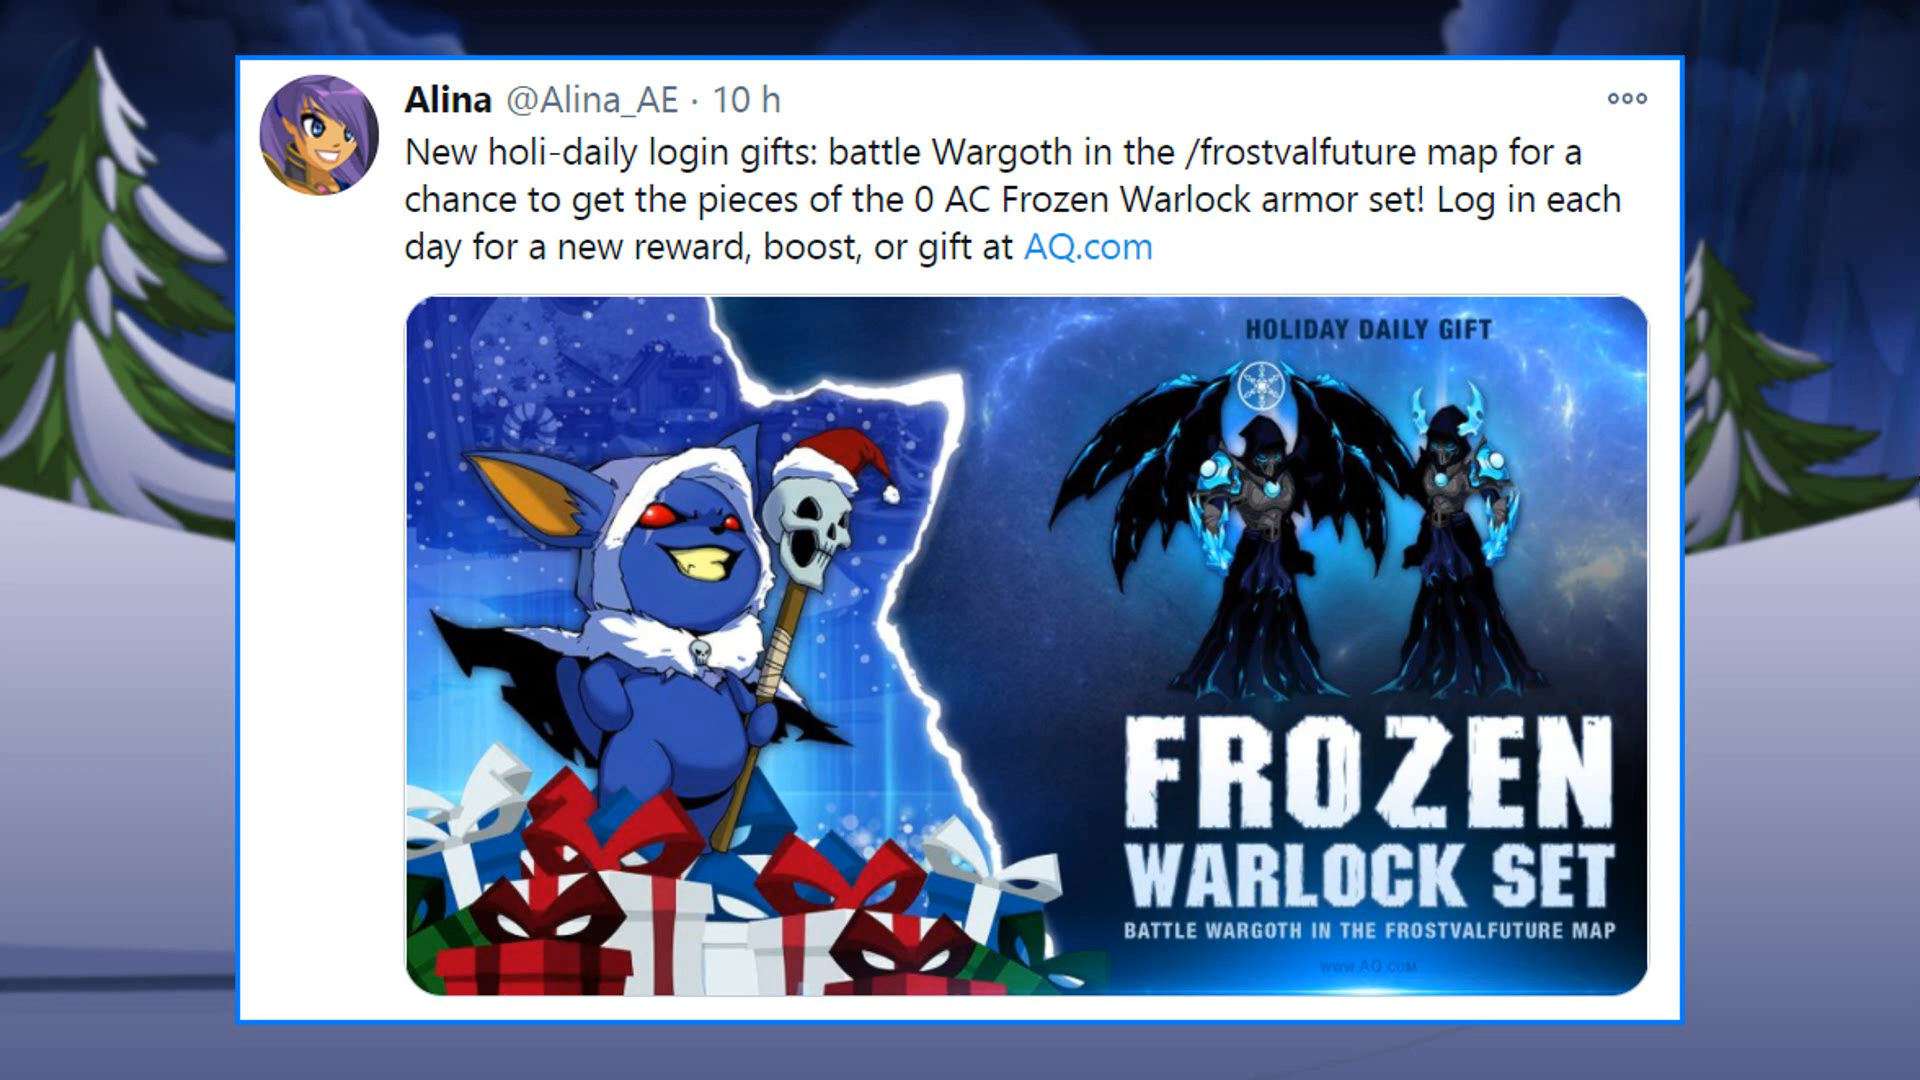 Alina @Alina_AE · 10 h
New holi-daily login gifts: battle Wargoth in the /frostvalfuture map for a
chance to get the pieces of the 0 AC Frozen Warlock armor set! Log in each
day for a new reward, boost, or gift at AQ.com
HOLIDAY DAILY GIFT
FROZEN
WARLOCK SET
BATTLE WARGOTH IN THE FROSTVALFUTURE MAP
WWW.AQ.COM